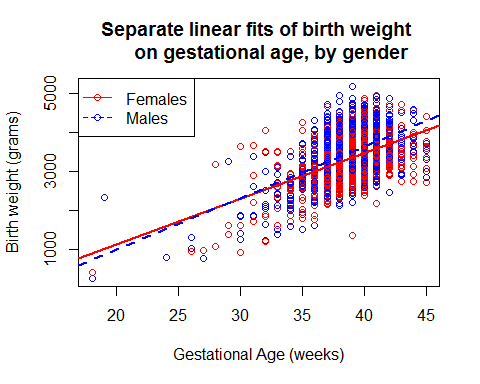 Separate linear fits of birth weight
on gestational age, by gender
Females
Males
Birth weight (grams)
1000
3000
5000
20
25
30
35
40
45
Gestational Age (weeks)